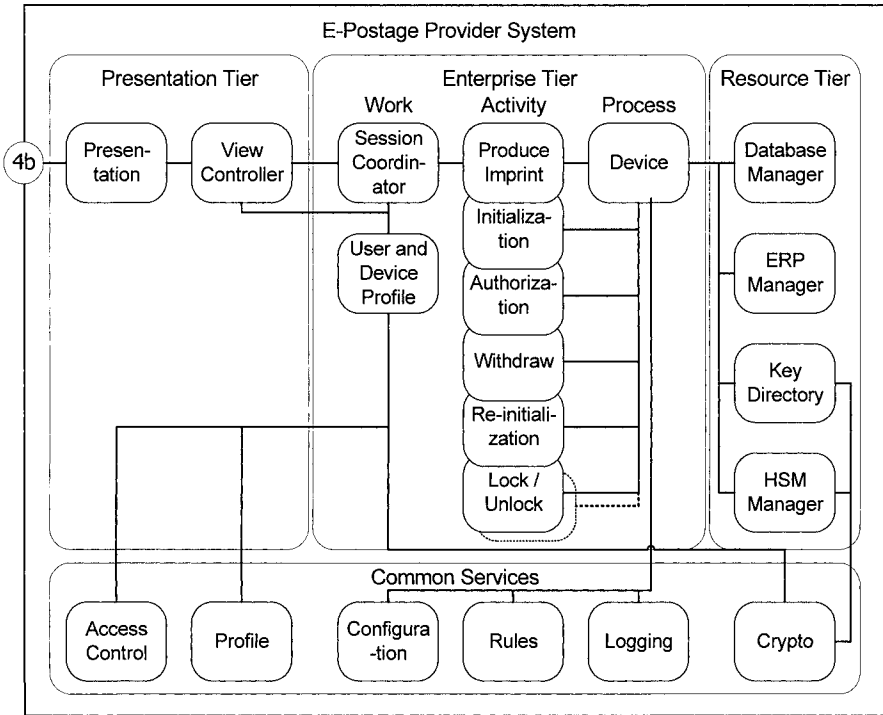 E-Postage Provider System
Presentation Tier
Enterprise Tier
Resource Tier
Work
Activity
Process
4b
Presen-
tation
View
Controller
Session
Coordin-
ator
Produce
Imprint
Device
Database
Manager
Initializa-
tion
User and
Device
Profile
ERP
Manager
Authoriza-
tion
Withdraw
Key
Directory
Re-initial-
ization
Lock /
Unlock
HSM
Manager
Common Services
Access
Control
Profile
Configura
-tion
Rules
Logging
Crypto